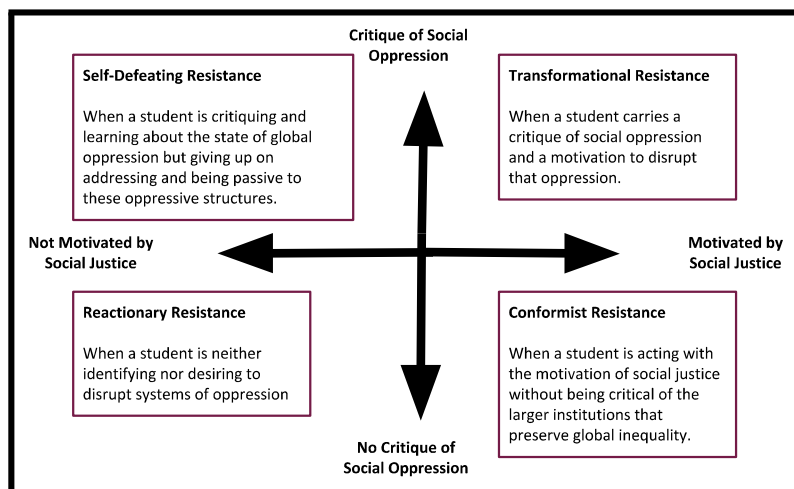 Critique of Social
Oppression
Self-Defeating Resistance
When a student is critiquing and
learning about the state of global
oppression but giving up on
addressing and being passive to
these oppressive structures.
Transformational Resistance
When a student carries a
critique of social oppression
and a motivation to disrupt
that oppression.
Not Motivated by
Social Justice
Motivated by
Social Justice
Reactionary Resistance
When a student is neither
identifying nor desiring to
disrupt systems of oppression
Conformist Resistance
When a student is acting with
the motivation of social justice
without being critical of the
larger institutions that
preserve global inequality.
No Critique of
Social Oppression